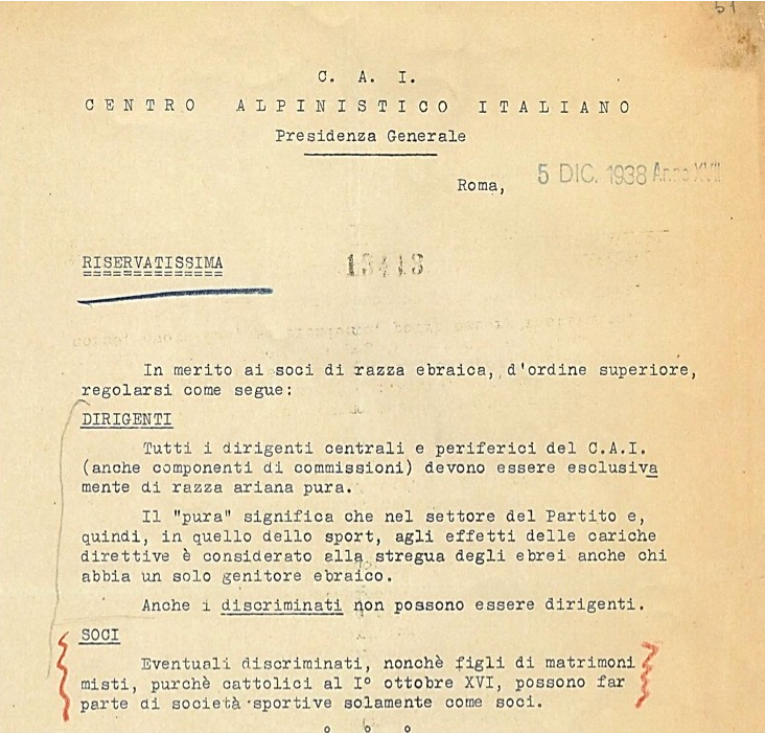 51
C. A. I.
CENTRO ALPINISTICO ITALIANO
Presidenza Generale
Roma, 5 DIC. 1938 Anno XVII
RISERVATISSIMA 13413
In merito ai soci di razza ebraica, d'ordine superiore,
regolarsi come segue:
DIRIGENTI
Tutti i dirigenti centrali e periferici del C.A.I.
(anche componenti di commissioni) devono essere esclusiva
mente di razza ariana pura.
Il "pura" significa che nel settore del Partito e,
quindi, in quello dello sport, agli effetti delle cariche
direttive è considerato alla stregua degli ebrei anche chi
abbia un solo genitore ebraico.
Anche i discriminati non possono essere dirigenti.
SOCI
Eventuali discriminati, nonchè figli di matrimoni
misti, purchè cattolici al I° ottobre XVI, possono far
parte di società sportive solamente come soci.
° ° °